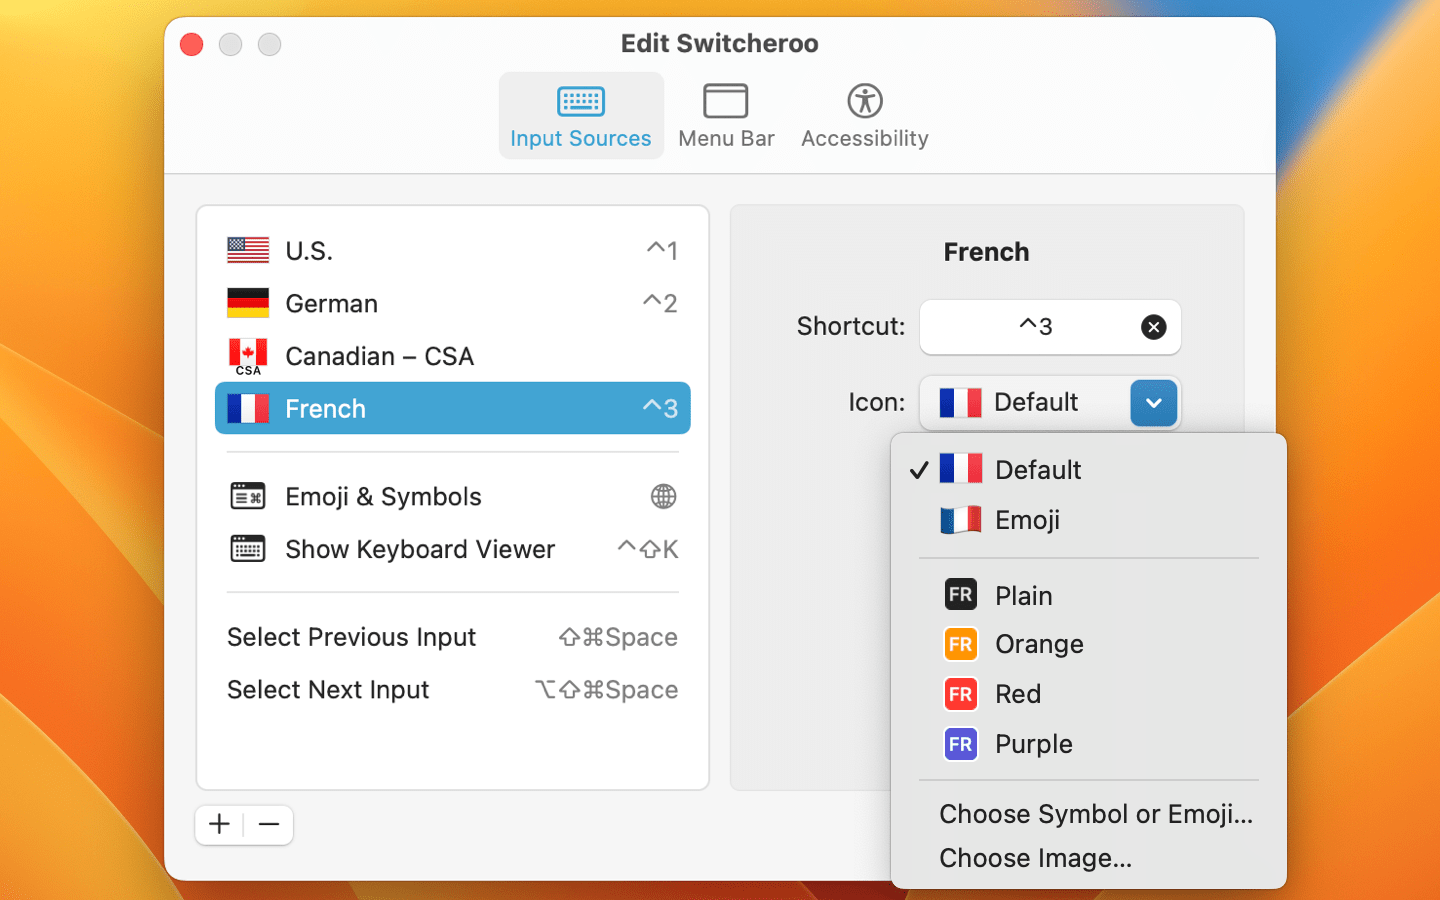 Edit Switcheroo
Input Sources
Menu Bar
Accessibility
U.S. ^1
German ^2
CSA
Canadian – CSA
French ^3
Emoji & Symbols
Show Keyboard Viewer ^⇧K
Select Previous Input ⇧⌘Space
Select Next Input ⌥⇧⌘Space
French
Shortcut: ^3
Icon: Default
✓ Default
Emoji
FR Plain
FR Orange
FR Red
FR Purple
Choose Symbol or Emoji...
Choose Image...